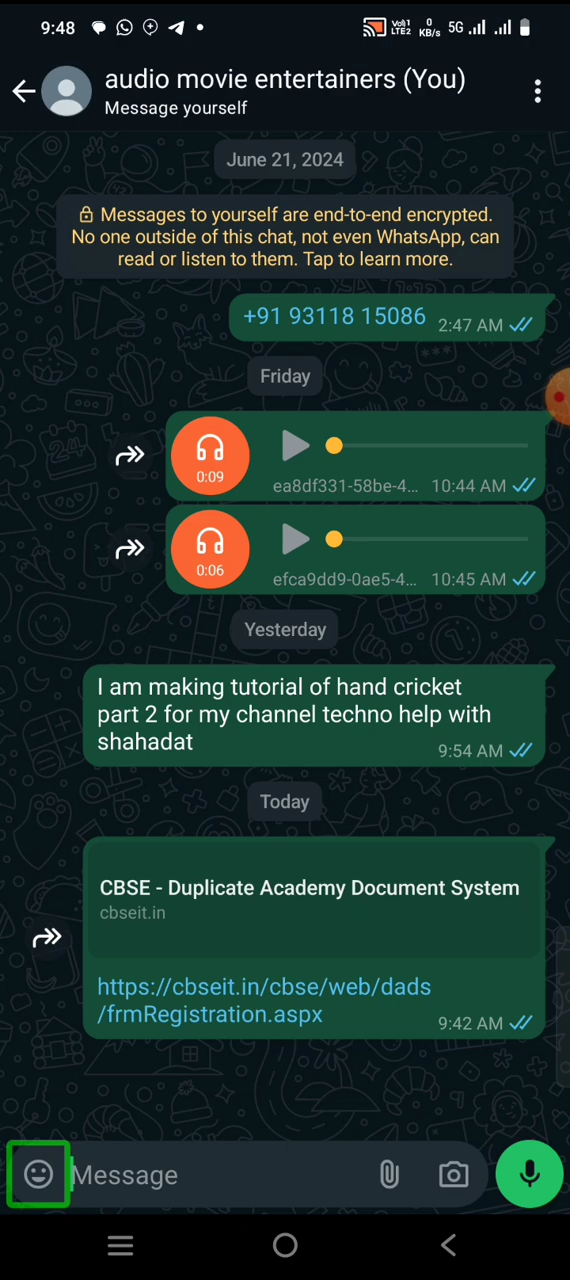 9:48
Vo)) 1
LTE2
0
KB/s
5G
audio movie entertainers (You)
Message yourself
June 21, 2024
Messages to yourself are end-to-end encrypted.
No one outside of this chat, not even WhatsApp, can
read or listen to them. Tap to learn more.
+91 93118 15086
2:47 AM
Friday
0:09
ea8df331-58be-4...
10:44 AM
0:06
efca9dd9-0ae5-4...
10:45 AM
Yesterday
I am making tutorial of hand cricket
part 2 for my channel techno help with
shahadat
9:54 AM
Today
CBSE - Duplicate Academy Document System
cbseit.in
https://cbseit.in/cbse/web/dads
/frmRegistration.aspx
9:42 AM
Message